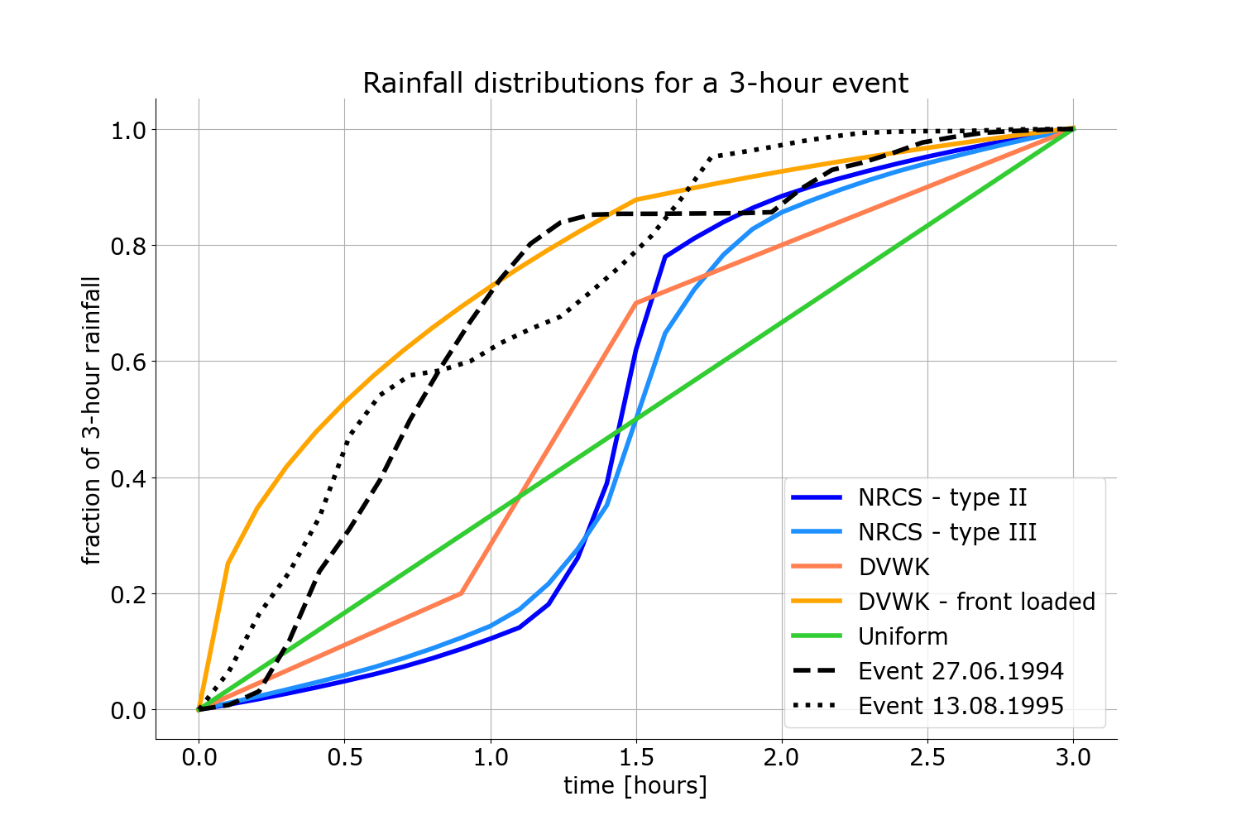 Rainfall distributions for a 3-hour event
fraction of 3-hour rainfall
1.0
0.8
0.6
0.4
0.2
0.0
NRCS - type II
NRCS - type III
DVWK
DVWK - front loaded
Uniform
Event 27.06.1994
Event 13.08.1995
0.0 0.5 1.0 1.5 2.0 2.5 3.0
time [hours]